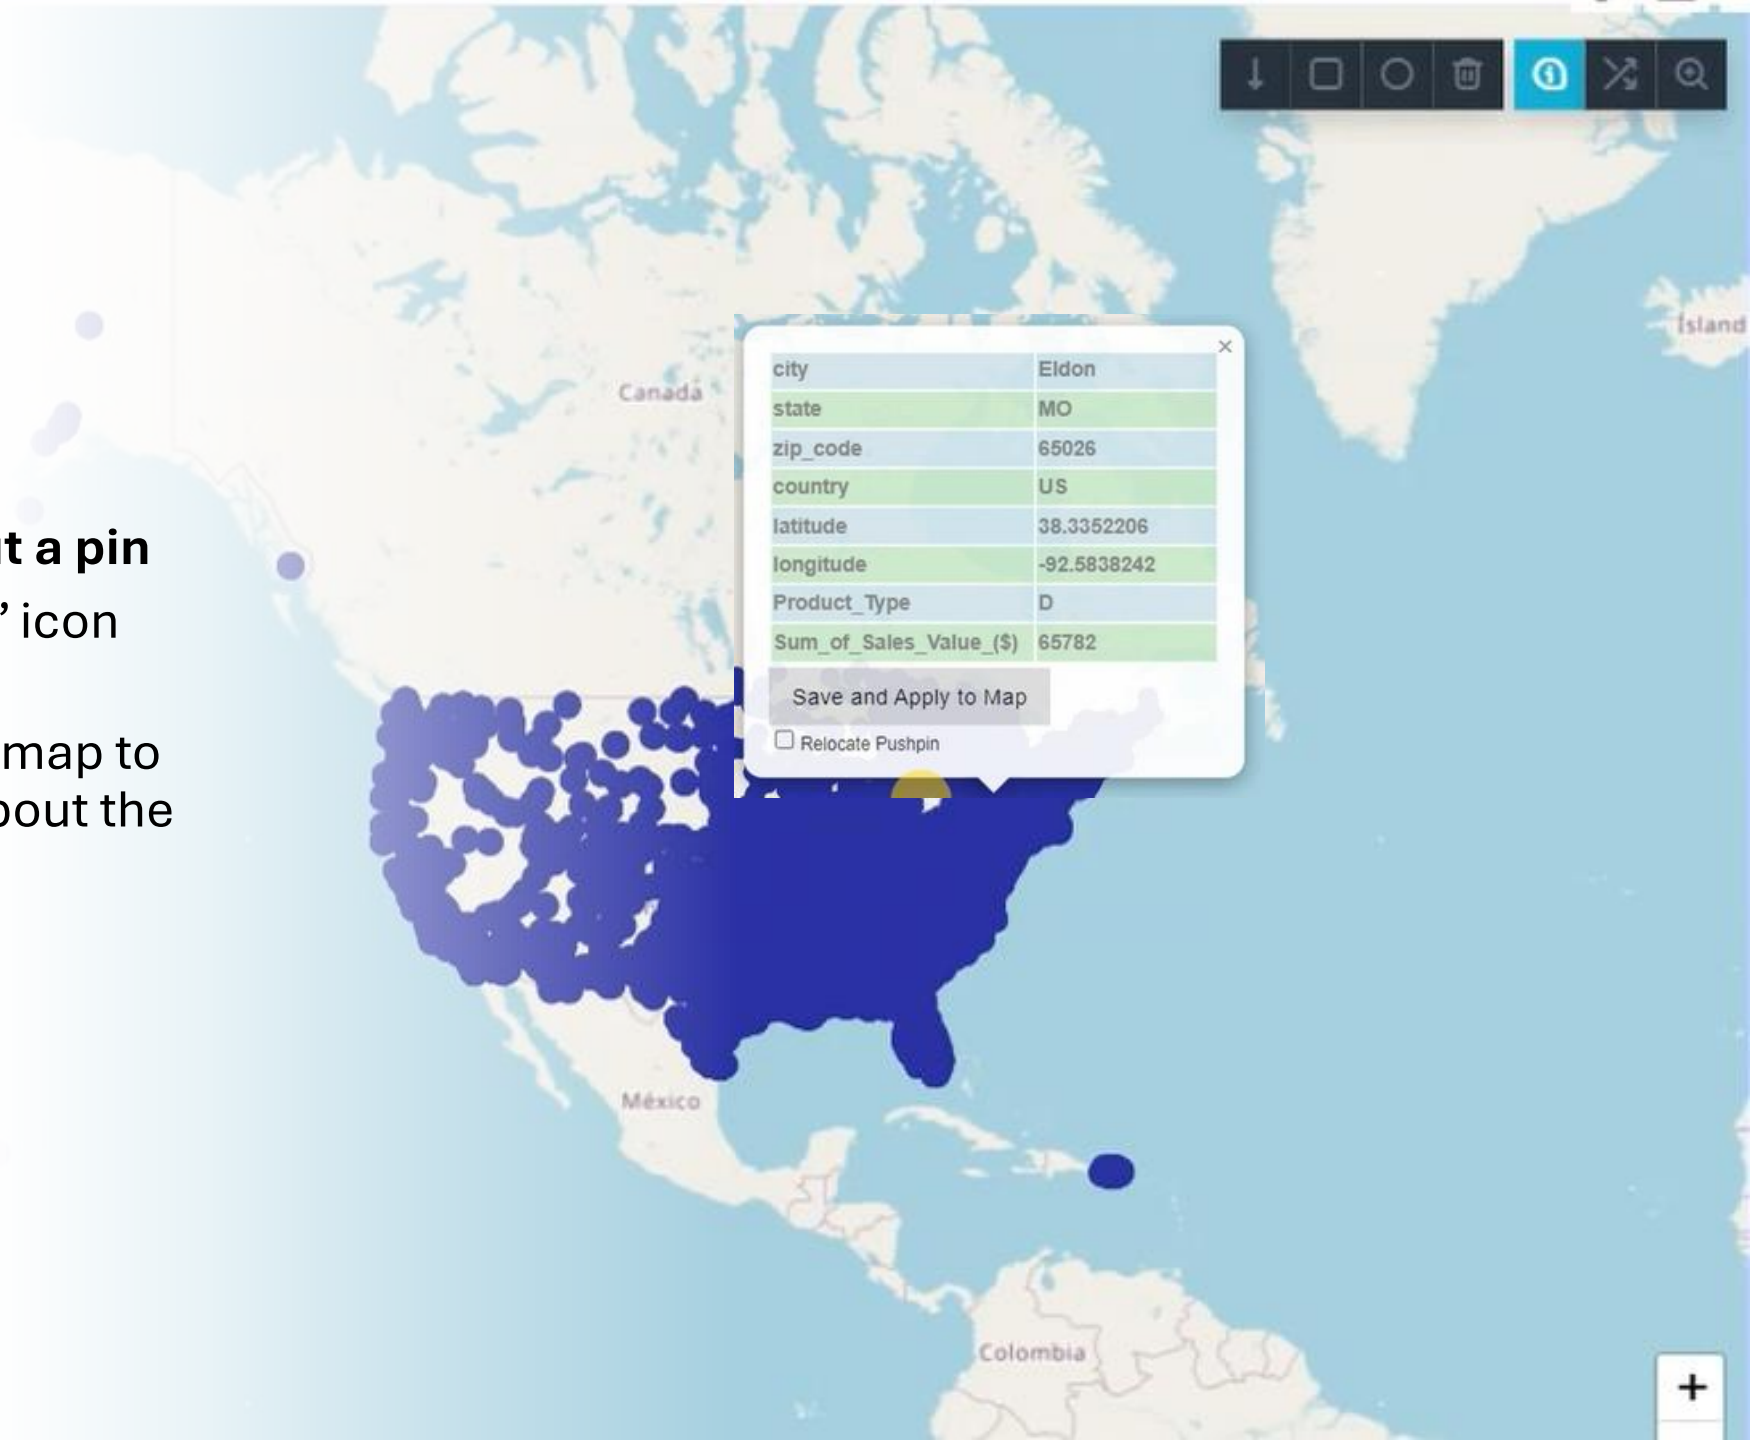 Ísland
Canada
city Eldon
state MO
zip_code 65026
country US
latitude 38.3352206
longitude -92.5838242
Product_Type D
Sum_of_Sales_Value_($) 65782
Save and Apply to Map
Relocate Pushpin
t a pin
” icon
map to
bout the
México
Colombia
+